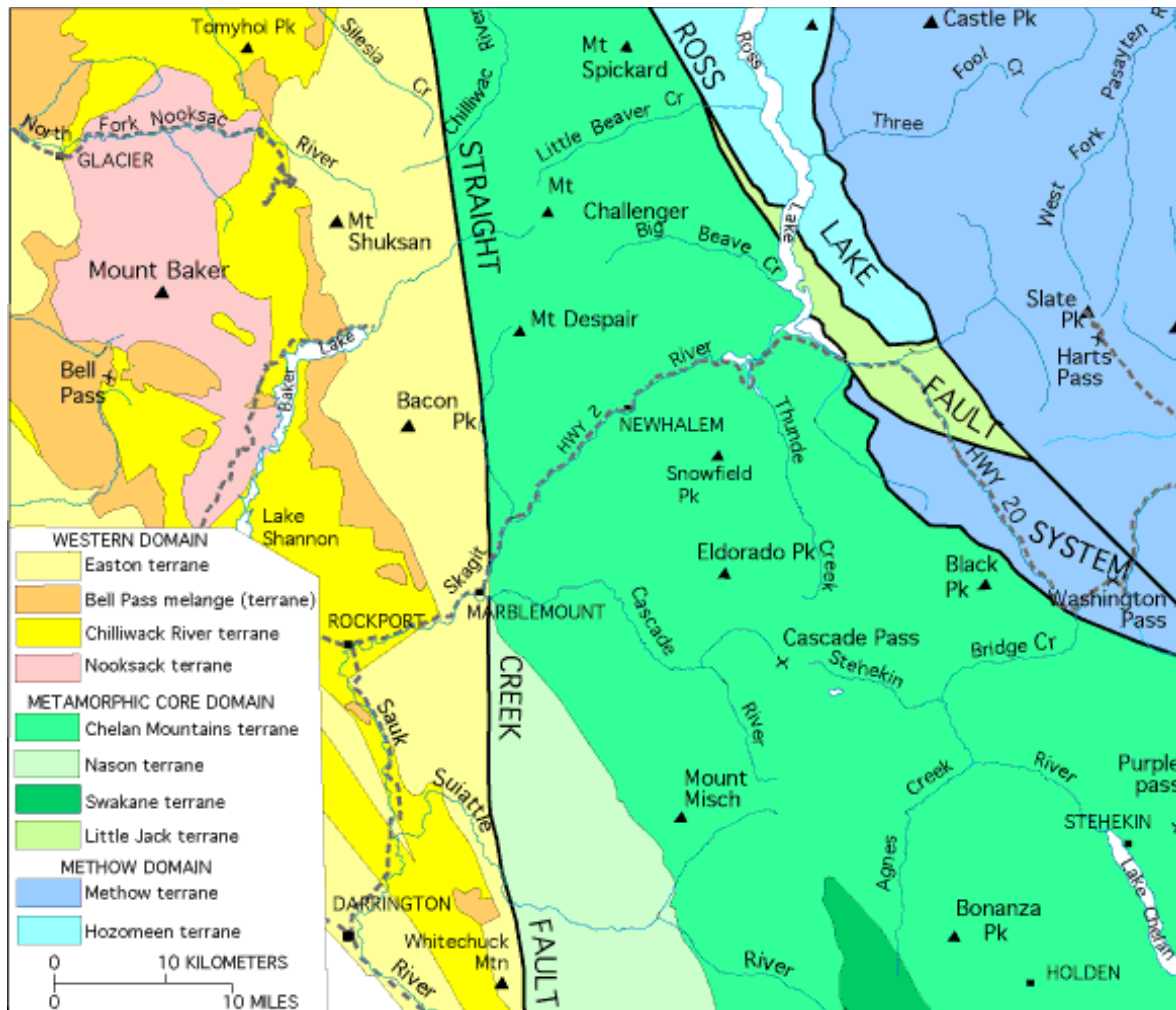 Tomyhoi Pk
Silesia
Cr
Chilliwac River
Mt
Spickard
ROSS
Ross
Castle Pk
Fool Cr
Pasayten R
North Fork Nooksac
River
GLACIER
STRAIGHT
Little Beaver Cr
Three
Fork
West
Mt
Shuksan
Mt
Challenger
Big Beave Cr
Lake
LAKE
Mount Baker
Slate
Pk
Harts
Pass
Mt Despair
River
Lake
Baker
Bell
Pass
Bacon
Pk
HWY 2
NEWHALEM
Thunde
Creek
FAULT
Snowfield
Pk
HWY 20
SYSTEM
Lake
Shannon
Skagit
Eldorado Pk
Black
Pk
Washington
Pass
MARBLEMOUNT
ROCKPORT
Cascade
River
Cascade Pass
Stehekin
Bridge Cr
CREEK
Sauk
Suiattle
Mount
Misch
Creek
Agnes
River
Purple
pass
STEHEKIN
Lake Chelan
DARRINGTON
Whitechuck
Mtn
River
FAULT
River
Bonanza
Pk
HOLDEN
WESTERN DOMAIN
Easton terrane
Bell Pass melange (terrane)
Chilliwack River terrane
Nooksack terrane
METAMORPHIC CORE DOMAIN
Chelan Mountains terrane
Nason terrane
Swakane terrane
Little Jack terrane
METHOW DOMAIN
Methow terrane
Hozomeen terrane
0 10 KILOMETERS
0 10 MILES